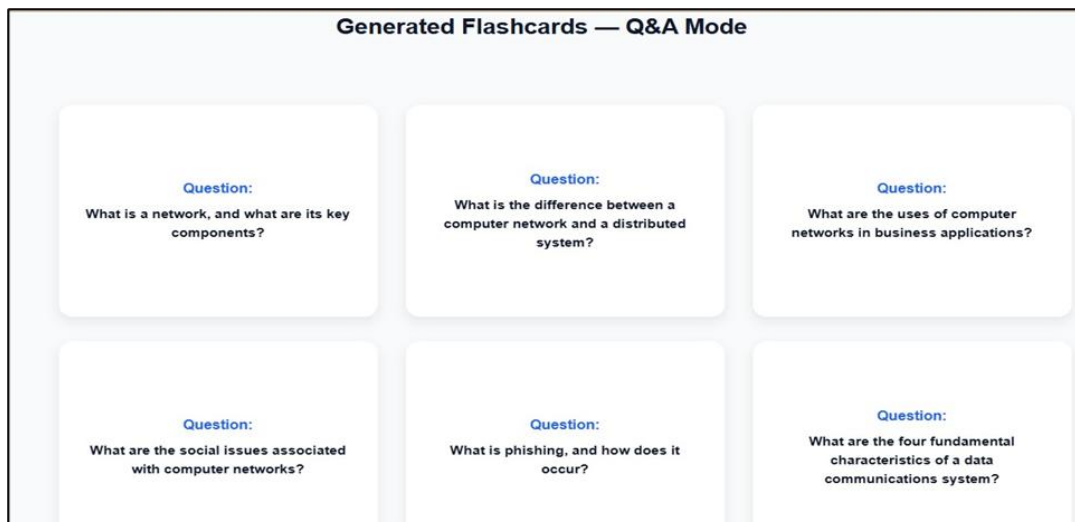 Generated Flashcards — Q&A Mode
Question:
What is a network, and what are its key
components?
Question:
What is the difference between a
computer network and a distributed
system?
Question:
What are the uses of computer
networks in business applications?
Question:
What are the social issues associated
with computer networks?
Question:
What is phishing, and how does it
occur?
Question:
What are the four fundamental
characteristics of a data
communications system?